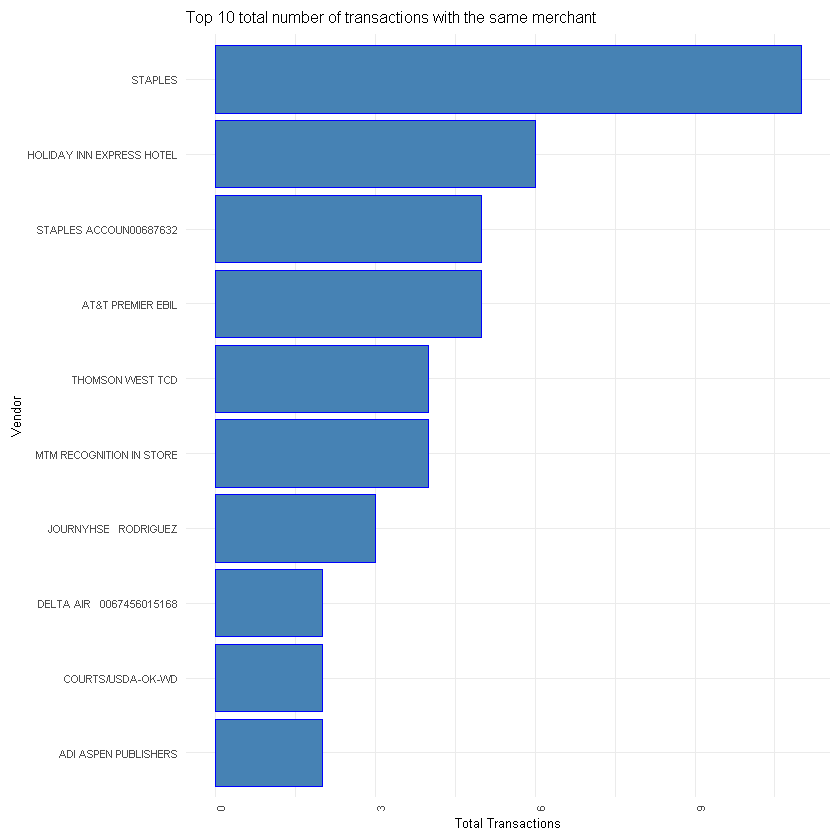 Top 10 total number of transactions with the same merchant
STAPLES
HOLIDAY INN EXPRESS HOTEL
STAPLES ACCOUN00687632
AT&T PREMIER EBIL
THOMSON WEST TCD
MTM RECOGNITION IN STORE
JOURNYHSE   RODRIGUEZ
DELTA AIR   0067456015168
COURTS/USDA-OK-WD
ADI ASPEN PUBLISHERS
Vendor
0 3 6 9
Total Transactions